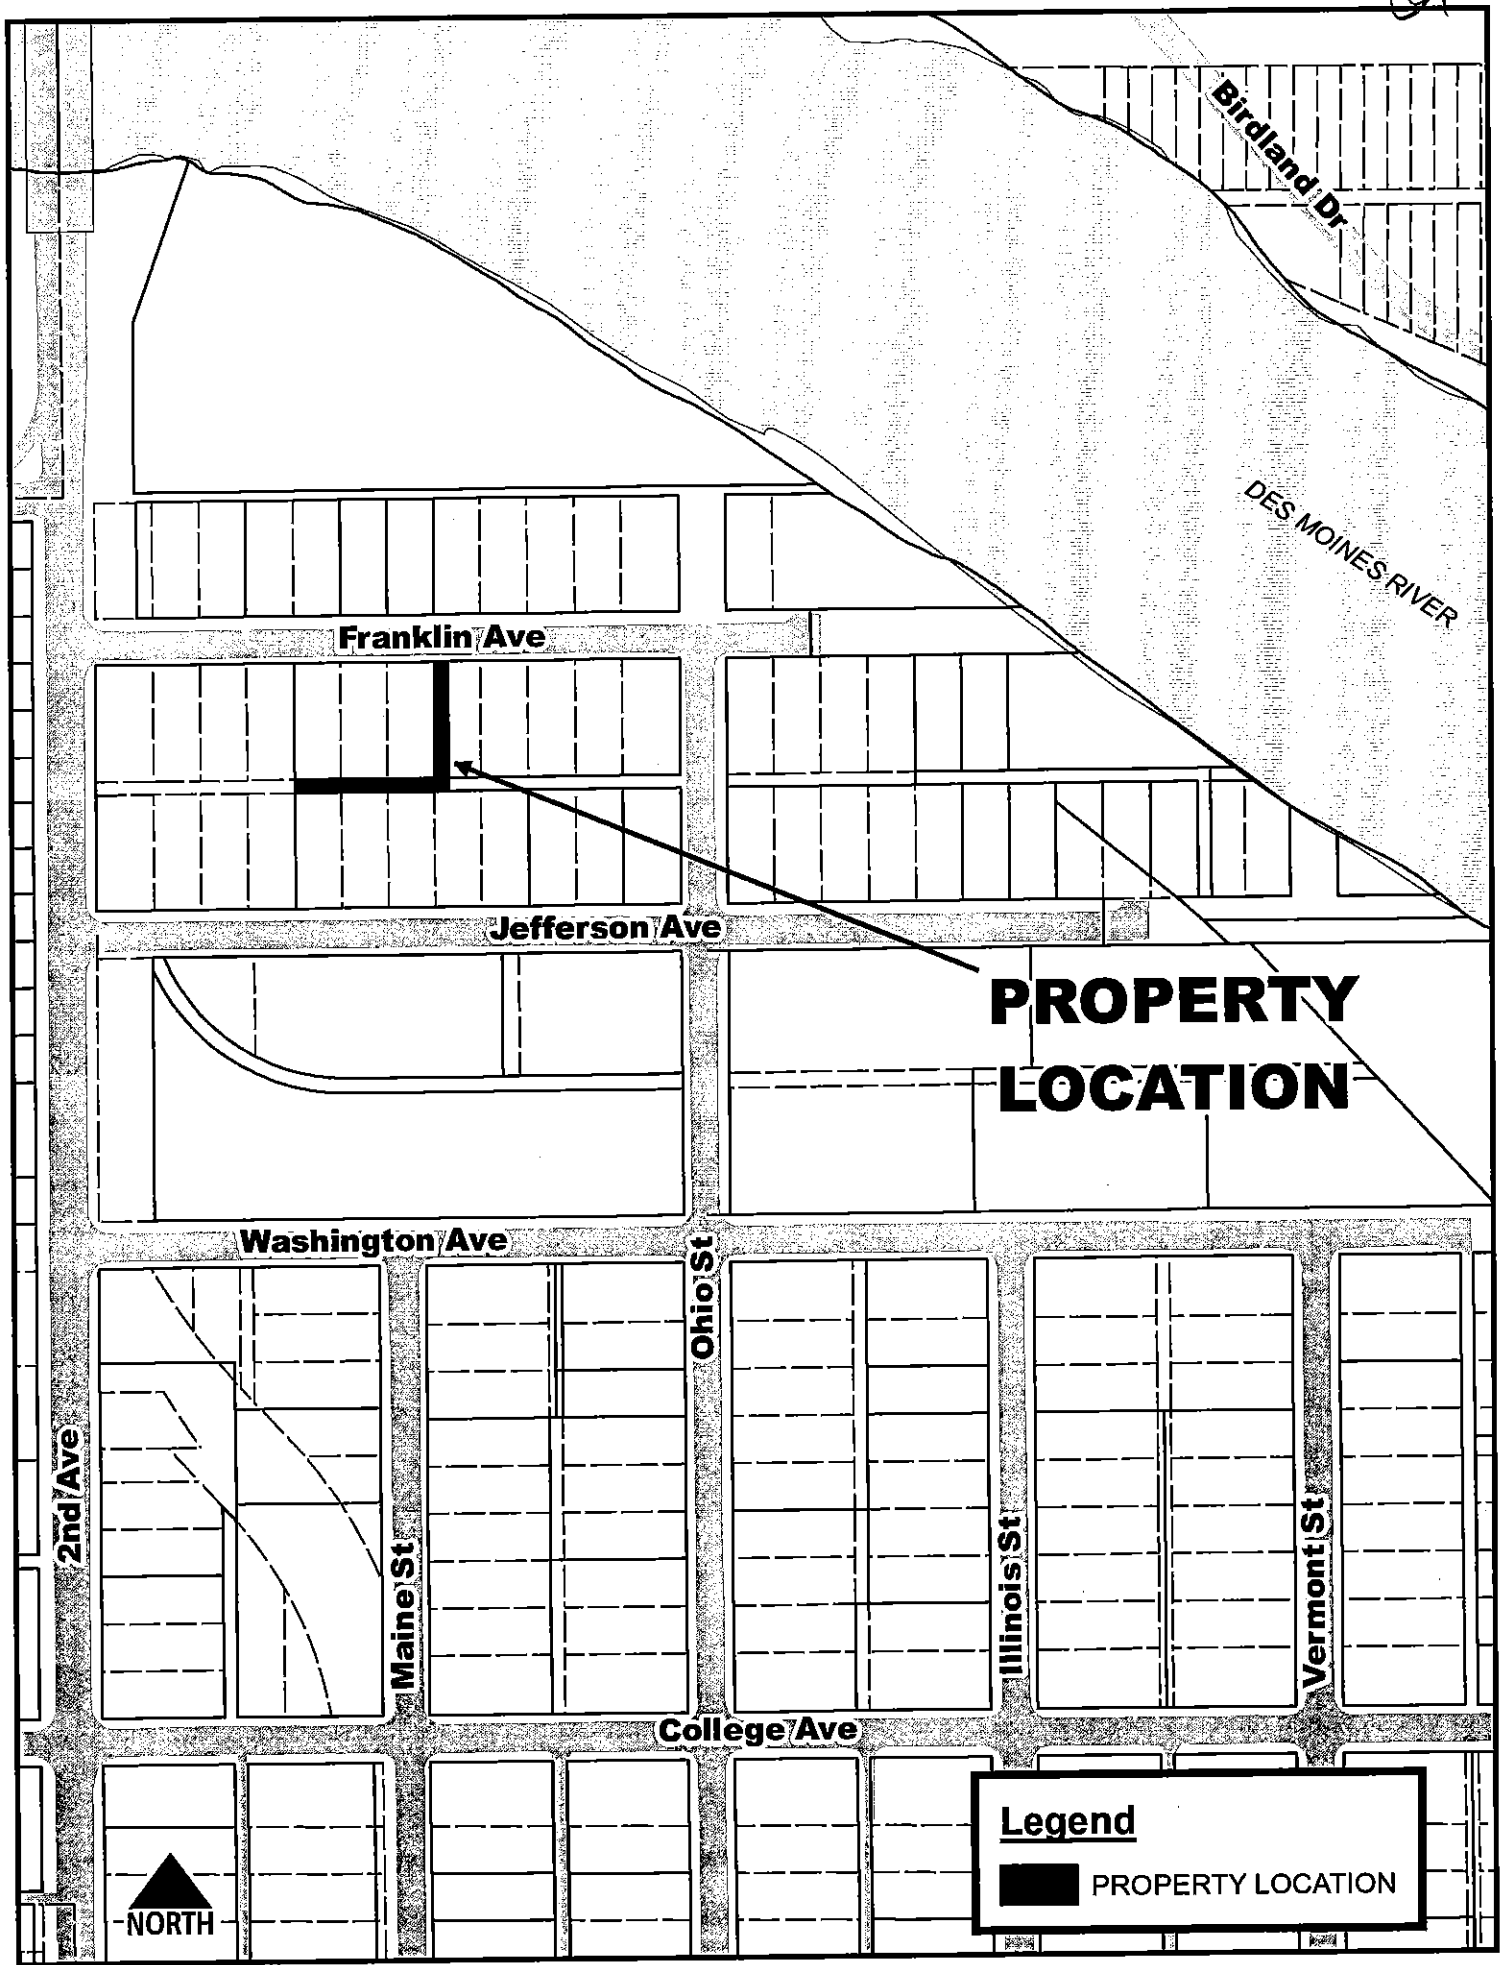 Birdland Dr
DES MOINES RIVER
Franklin Ave
Jefferson Ave
PROPERTY
LOCATION
Washington Ave
Ohio St
2nd Ave
Maine St
Illinois St
Vermont St
College Ave
Legend
PROPERTY LOCATION
NORTH